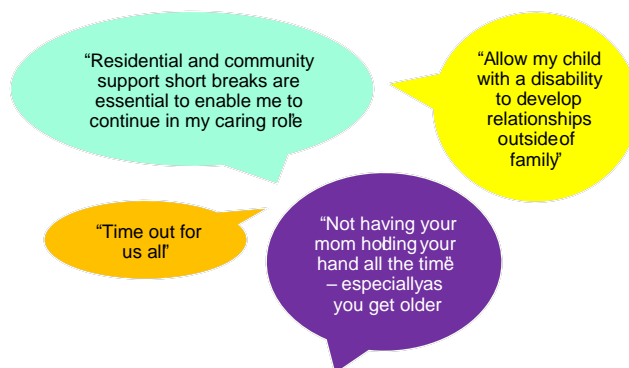 “Residential and community
support short breaks are
essential to enable me to
continue in my caring role”
“Allow my child
with a disability
to develop
relationships
outside of
family”
“Time out for
us all”
“Not having your
mom holding your
hand all the time”
– especially as
you get older